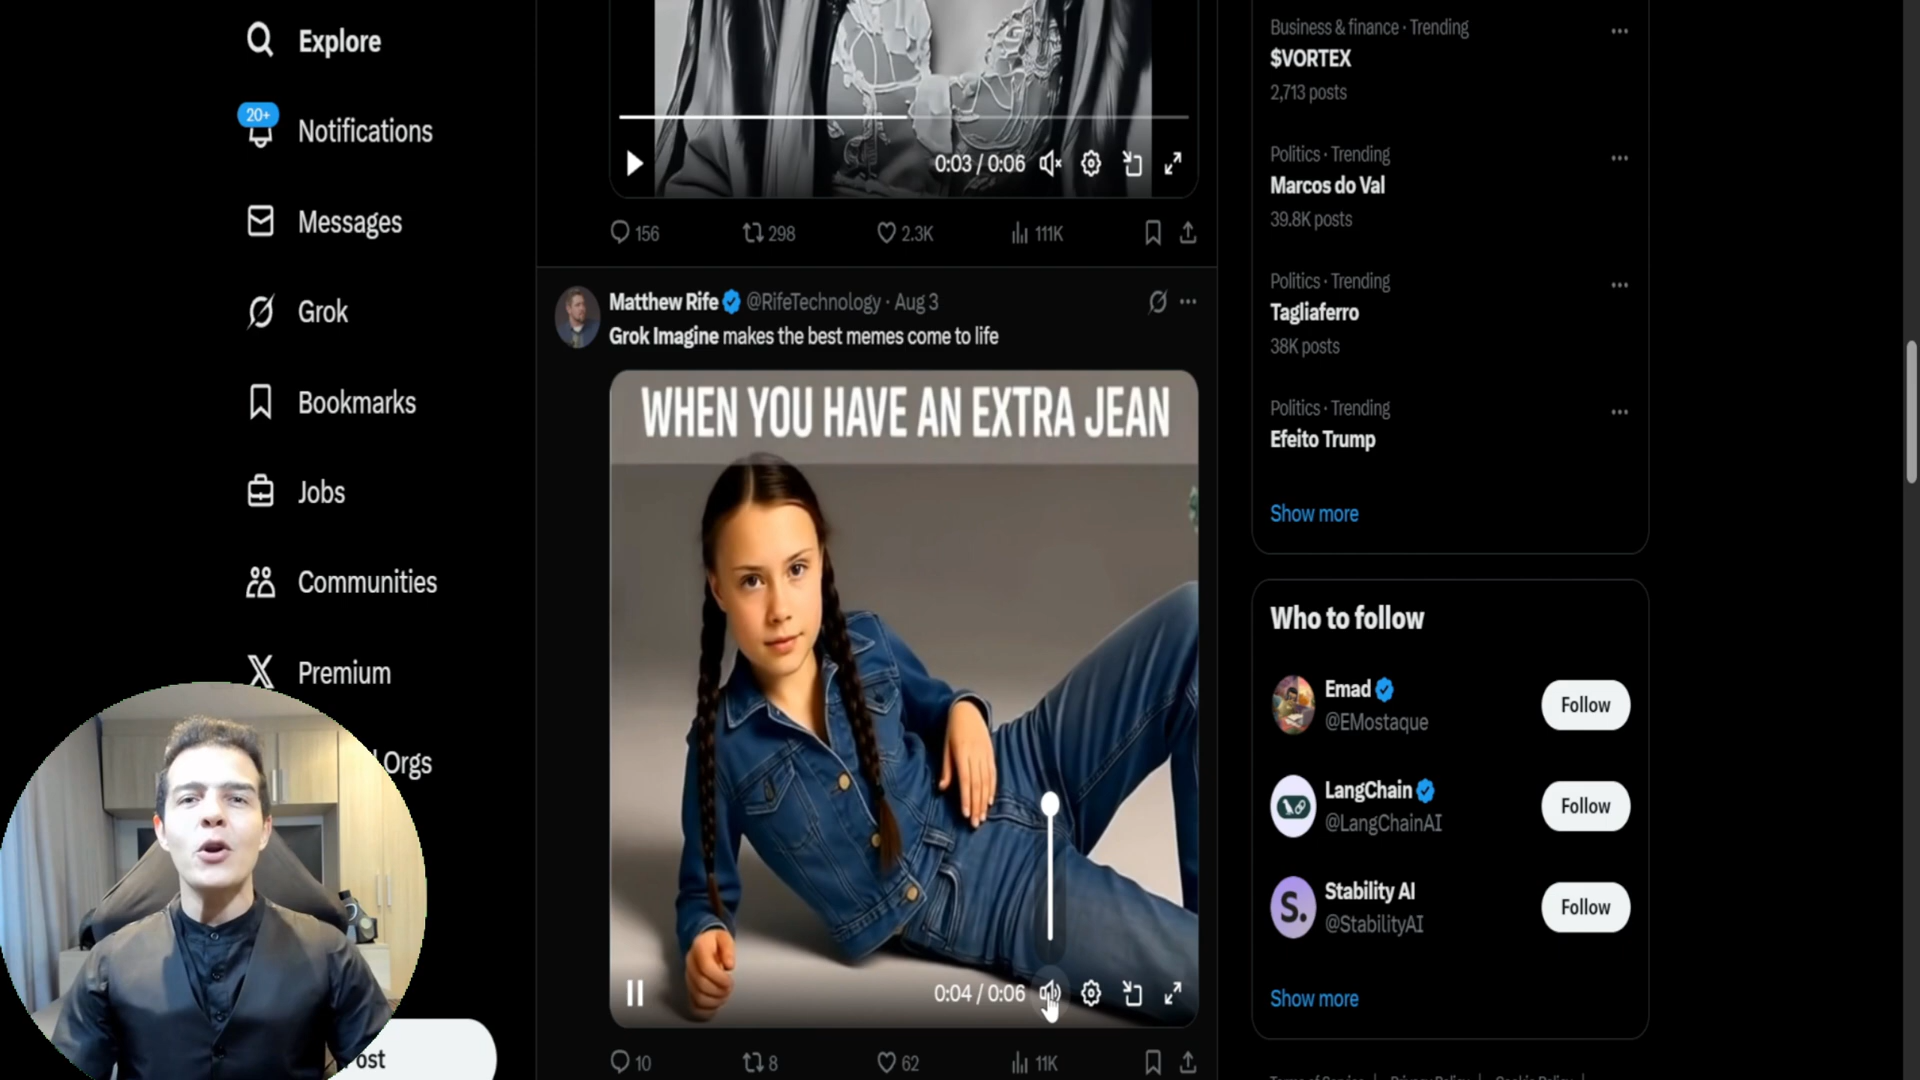 Explore
20+
Notifications
Messages
Grok
Bookmarks
Jobs
Communities
Premium
Orgs
ost
0:03 / 0:06
156
298
2.3K
111K
Matthew Rife @RifeTechnology · Aug 3
Grok Imagine makes the best memes come to life
WHEN YOU HAVE AN EXTRA JEAN
0:04 / 0:06
10
8
62
11K
Business & finance · Trending
$VORTEX
2,713 posts
Politics · Trending
Marcos do Val
39.8K posts
Politics · Trending
Tagliaferro
38K posts
Politics · Trending
Efeito Trump
Show more
Who to follow
Emad
@EMostaque
Follow
LangChain
@LangChainAI
Follow
S.
Stability AI
@StabilityAI
Follow
Show more